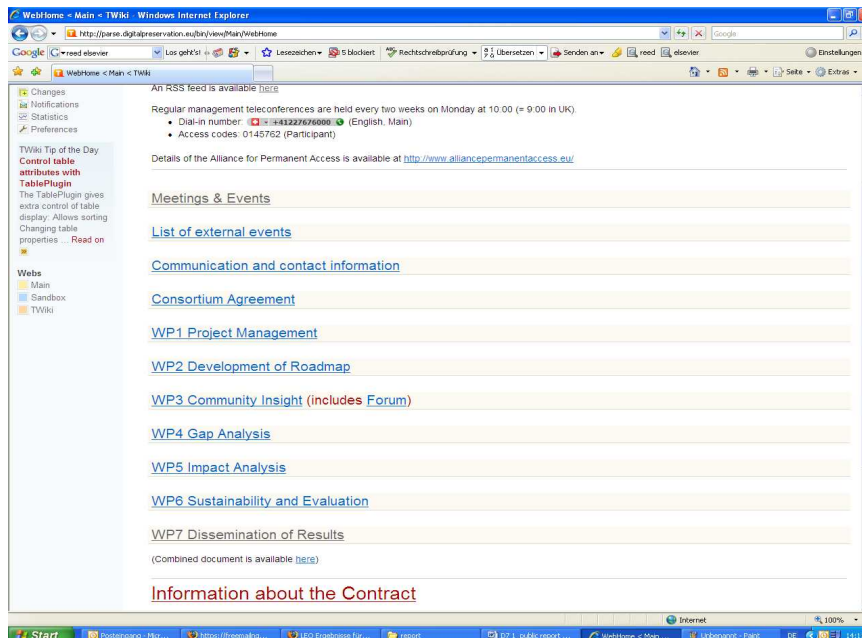 WebHome < Main < TWiki - Windows Internet Explorer
http://parse.digitalpreservation.eu/bin/view/Main/WebHome
Google
Google reed elsevier Los geht's! Lesezeichen 5 blockiert Rechtschreibprüfung Übersetzen Senden an reed elsevier Einstellungen
WebHome < Main < TWiki Seite Extras
Changes
Notifications
Statistics
Preferences
TWiki Tip of the Day
Control table
attributes with
TablePlugin
The TablePlugin gives
extra control of table
display: Allows sorting
Changing table
properties ... Read on
Webs
Main
Sandbox
TWiki
An RSS feed is available here
Regular management teleconferences are held every two weeks on Monday at 10:00 (= 9:00 in UK).
• Dial-in number: +41227676000 (English, Main)
• Access codes: 0145762 (Participant)
Details of the Alliance for Permanent Access is available at http://www.alliancepermanentaccess.eu/
Meetings & Events
List of external events
Communication and contact information
Consortium Agreement
WP1 Project Management
WP2 Development of Roadmap
WP3 Community Insight (includes Forum)
WP4 Gap Analysis
WP5 Impact Analysis
WP6 Sustainability and Evaluation
WP7 Dissemination of Results
(Combined document is available here)
Information about the Contract
Internet 100%
Start Posteingang - Micr... https://freemailng... LEO Ergebnisse für... report D7 1_public report ... WebHome < Main ... Unbenannt - Paint DE